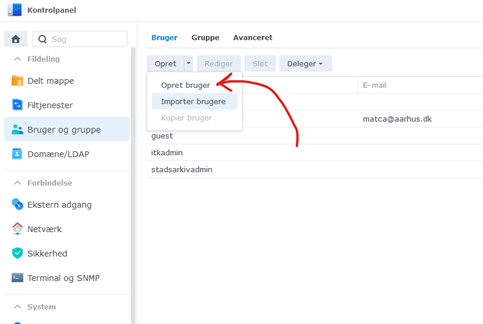 Kontrolpanel
Søg
Fildeling
Delt mappe
Filtjenester
Bruger og gruppe
Domæne/LDAP
Forbindelse
Ekstern adgang
Netværk
Sikkerhed
Terminal og SNMP
System
Bruger Gruppe Avanceret
Opret Rediger Slet Deleger
Opret bruger
Importer brugere
Kopier bruger
E-mail
matca@aarhus.dk
guest
itkadmin
stadsarkivadmin